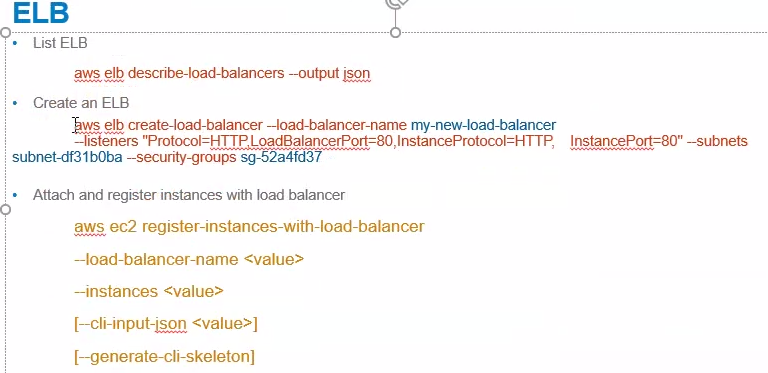 ELB
• List ELB
aws elb describe-load-balancers --output json
• Create an ELB
aws elb create-load-balancer --load-balancer-name my-new-load-balancer
--listeners "Protocol=HTTP,LoadBalancerPort=80,InstanceProtocol=HTTP, InstancePort=80" --subnets
subnet-df31b0ba --security-groups sg-52a4fd37
• Attach and register instances with load balancer
aws ec2 register-instances-with-load-balancer
--load-balancer-name <value>
--instances <value>
[--cli-input-json <value>]
[--generate-cli-skeleton]